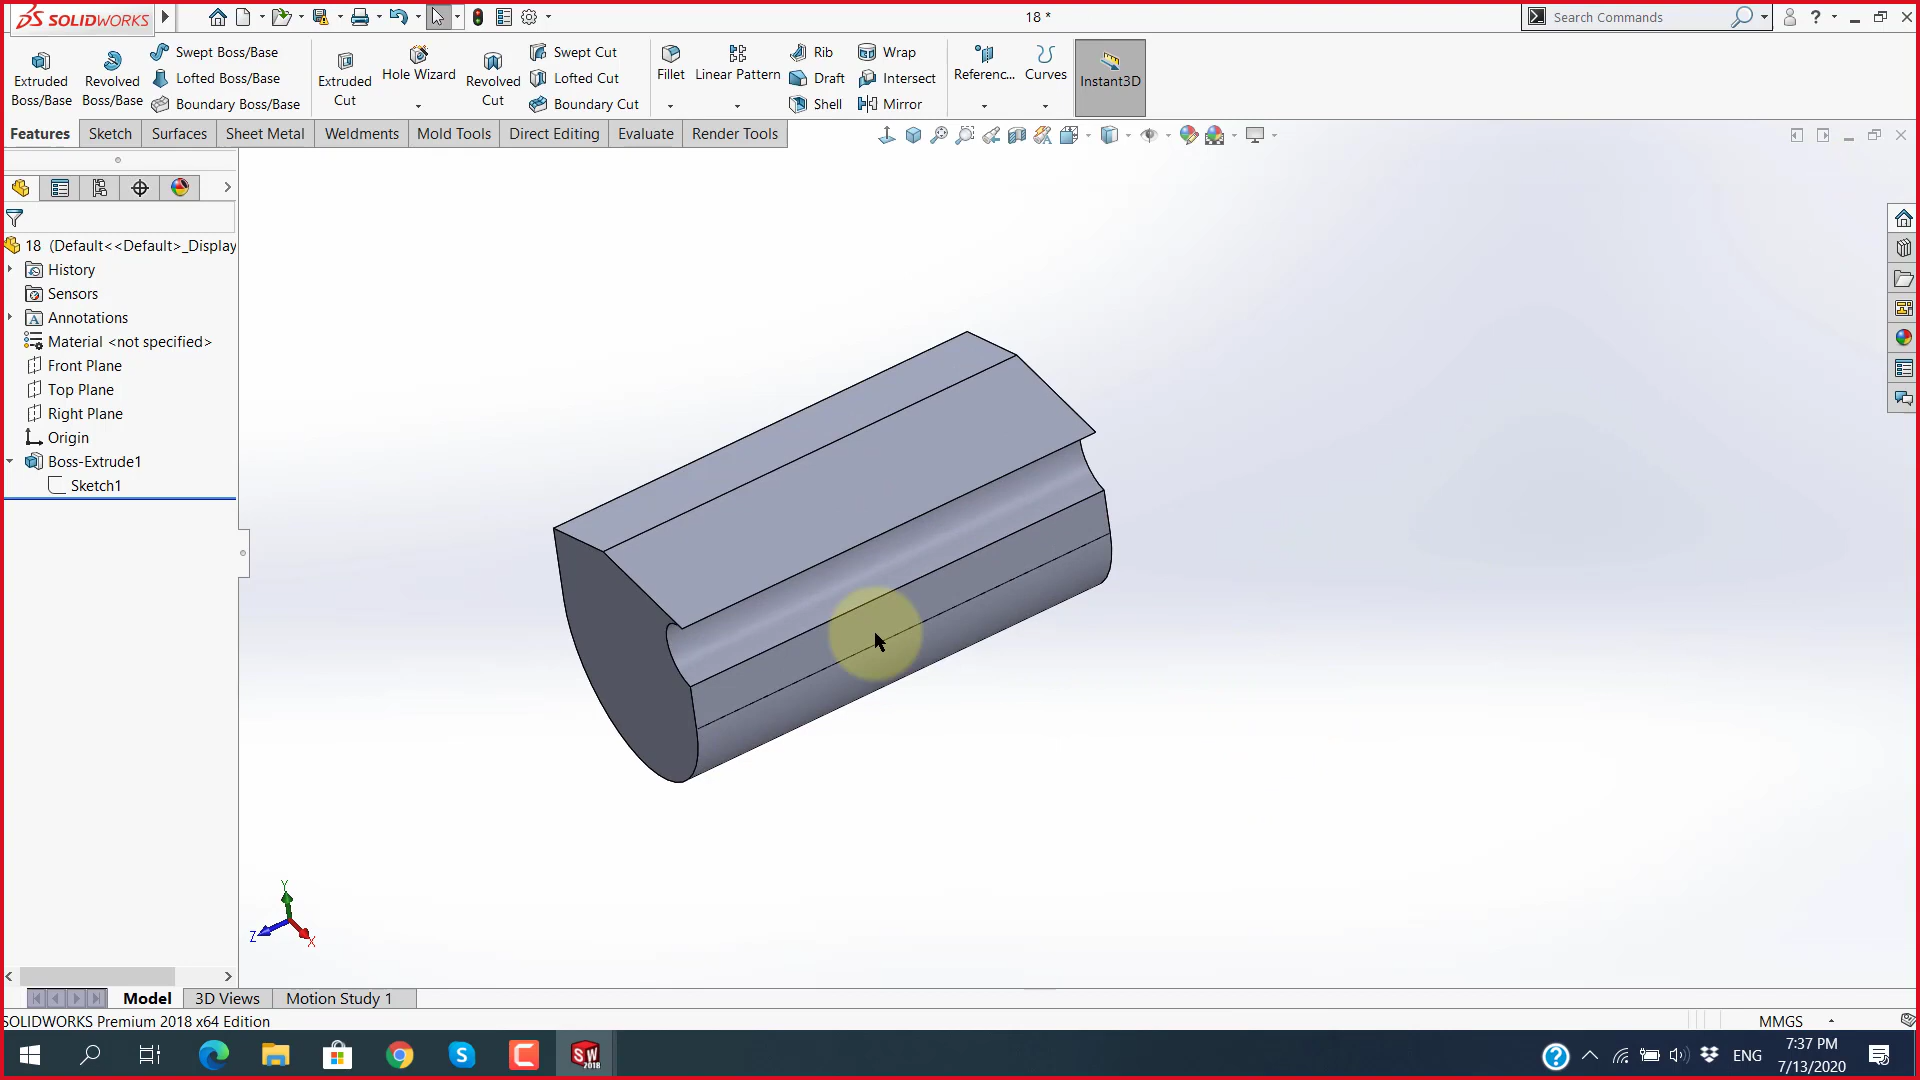 SOLIDWORKS
18 *
Search Commands
Extruded Boss/Base
Revolved Boss/Base
Swept Boss/Base
Lofted Boss/Base
Boundary Boss/Base
Extruded Cut
Hole Wizard
Revolved Cut
Swept Cut
Lofted Cut
Boundary Cut
Fillet
Linear Pattern
Rib
Draft
Shell
Wrap
Intersect
Mirror
Referenc...
Curves
Instant3D
Features
Sketch
Surfaces
Sheet Metal
Weldments
Mold Tools
Direct Editing
Evaluate
Render Tools
18 (Default<<Default>_Display
History
Sensors
Annotations
Material <not specified>
Front Plane
Top Plane
Right Plane
Origin
Boss-Extrude1
Sketch1
Y
Z
X
Model
3D Views
Motion Study 1
SOLIDWORKS Premium 2018 x64 Edition
MMGS
SW 2018
ENG
7:37 PM
7/13/2020